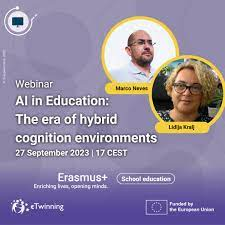 Marco Neves
Lidija Kralj
Webinar
AI in Education:
The era of hybrid
cognition environments
27 September 2023 | 17 CEST
Erasmus+
Enriching lives, opening minds.
School education
eTwinning
Funded by
the European Union